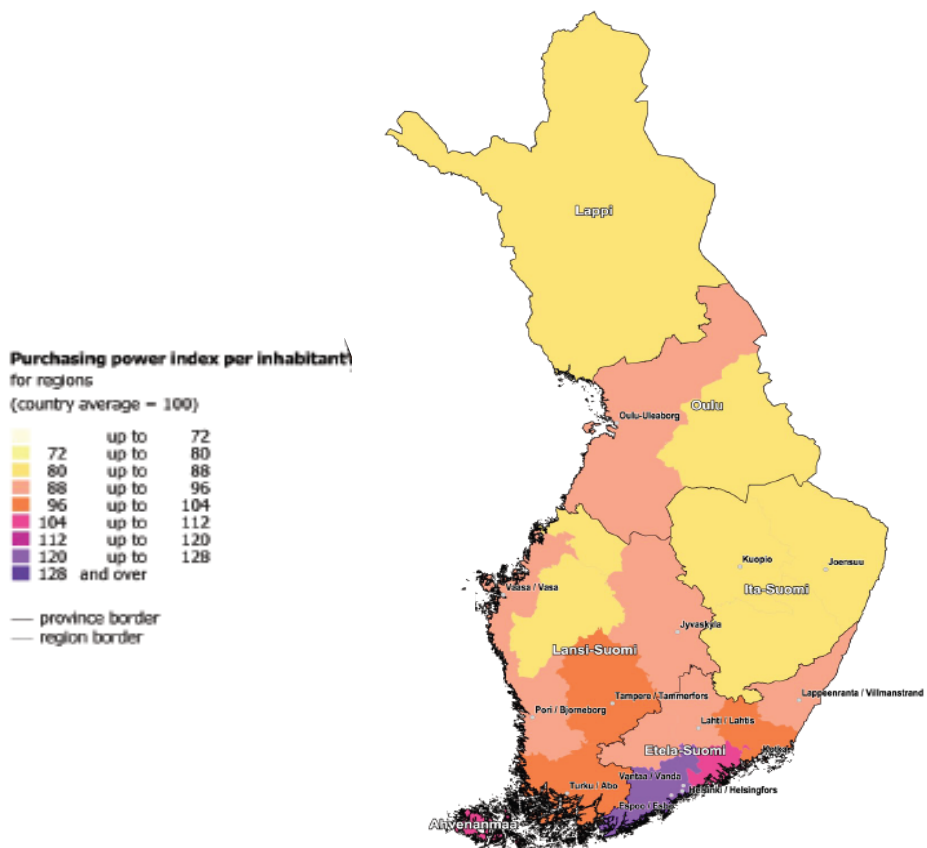 Purchasing power index per inhabitant
for regions
(country average = 100)
up to 72
72 up to 80
80 up to 88
88 up to 96
96 up to 104
104 up to 112
112 up to 120
120 up to 128
128 and over
province border
region border
Lappi
Oulu
Oulu-Uleaborg
Kuopio
Joensuu
Ita-Suomi
Vaasa / Vasa
Jyvaskyla
Lansi-Suomi
Tampere / Tammerfors
Lappeenranta / Villmanstrand
Pori / Bjorneborg
Lahti / Lahtis
Etela-Suomi
Kotka
Vantaa / Vanda
Turku / Abo
Helsinki / Helsingfors
Espoo / Esbo
Ahvenanmaa